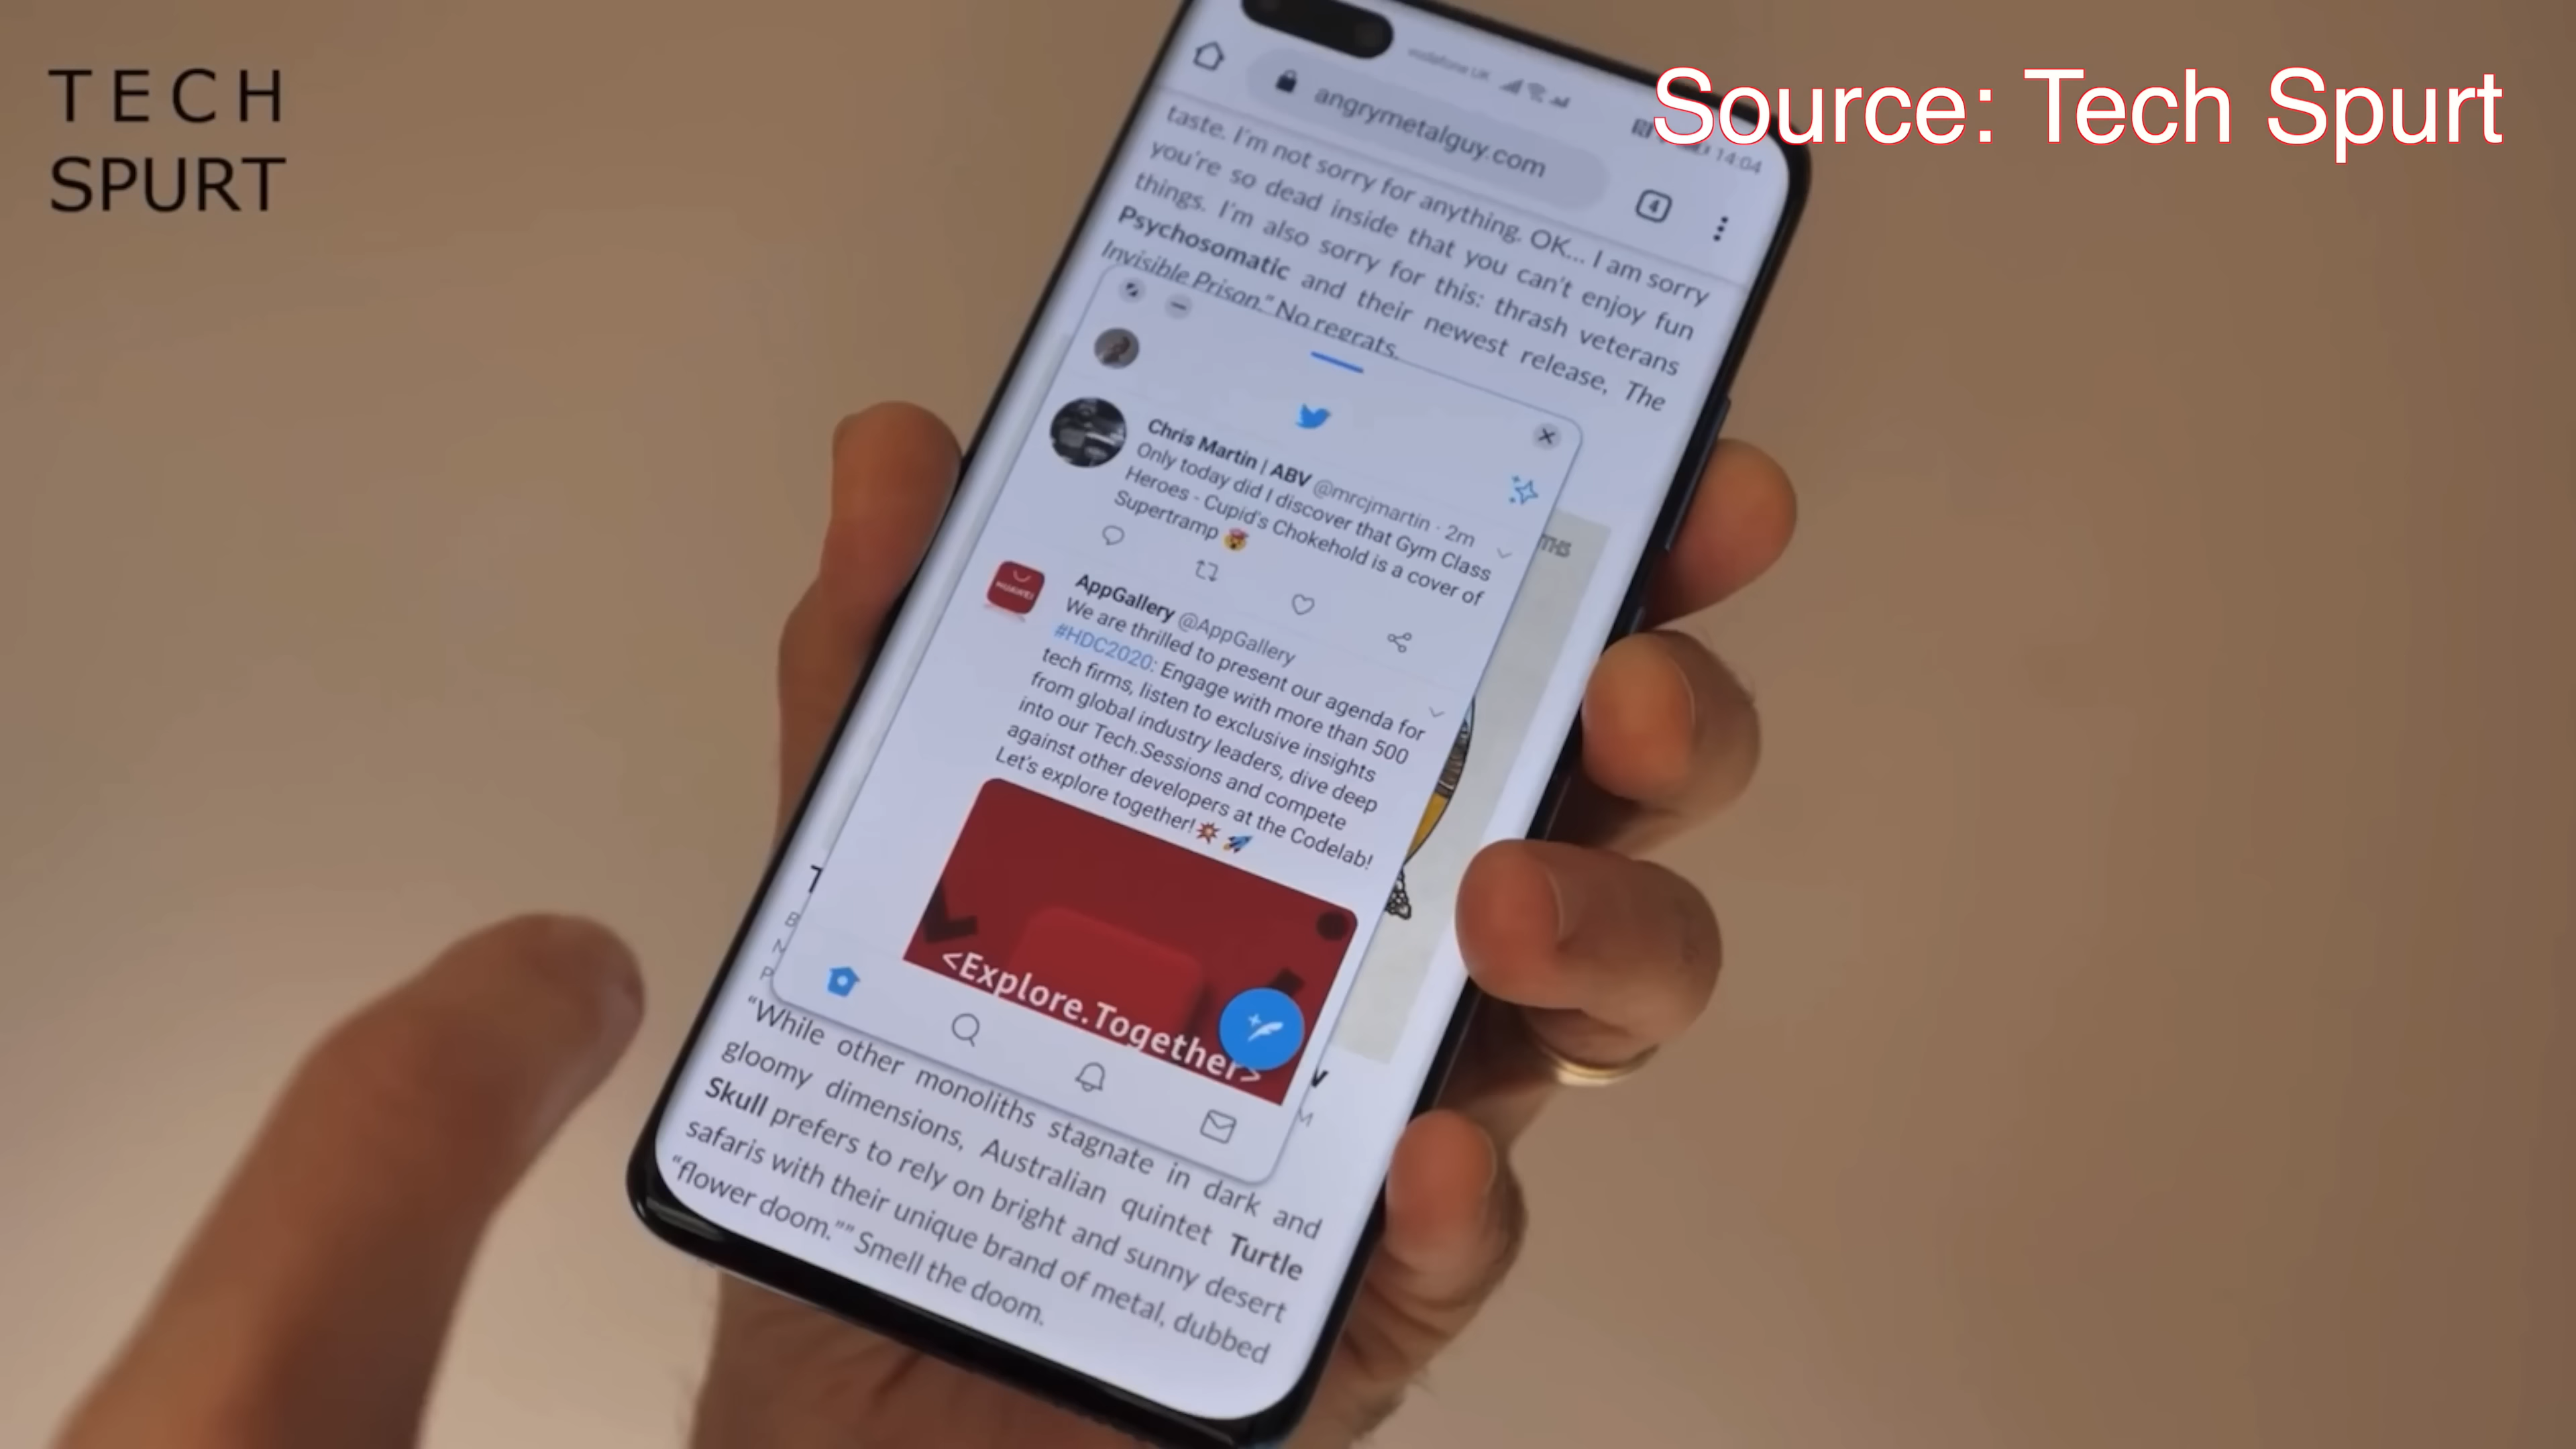 TECH
SPURT
Source: Tech Spurt
vodafone UK
14:04
angrymetalguy.com
4
taste. I'm not sorry for anything. OK... I am sorry
you're so dead inside that you can't enjoy fun
things. I'm also sorry for this: thrash veterans
Psychosomatic and their newest release, The
Invisible Prison." No regrats.
Chris Martin | ABV @mrcjmartin · 2m
Only today did I discover that Gym Class
Heroes - Cupid's Chokehold is a cover of
Supertramp 🤯
HUAWEI
AppGallery @AppGallery
We are thrilled to present our agenda for
#HDC2020: Engage with more than 500
tech firms, listen to exclusive insights
from global industry leaders, dive deep
into our Tech.Sessions and compete
against other developers at the Codelab!
Let's explore together!💥 🚀
<Explore.Together>
"While other monoliths stagnate in dark and
gloomy dimensions, Australian quintet Turtle
Skull prefers to rely on bright and sunny desert
safaris with their unique brand of metal, dubbed
"flower doom."" Smell the doom.